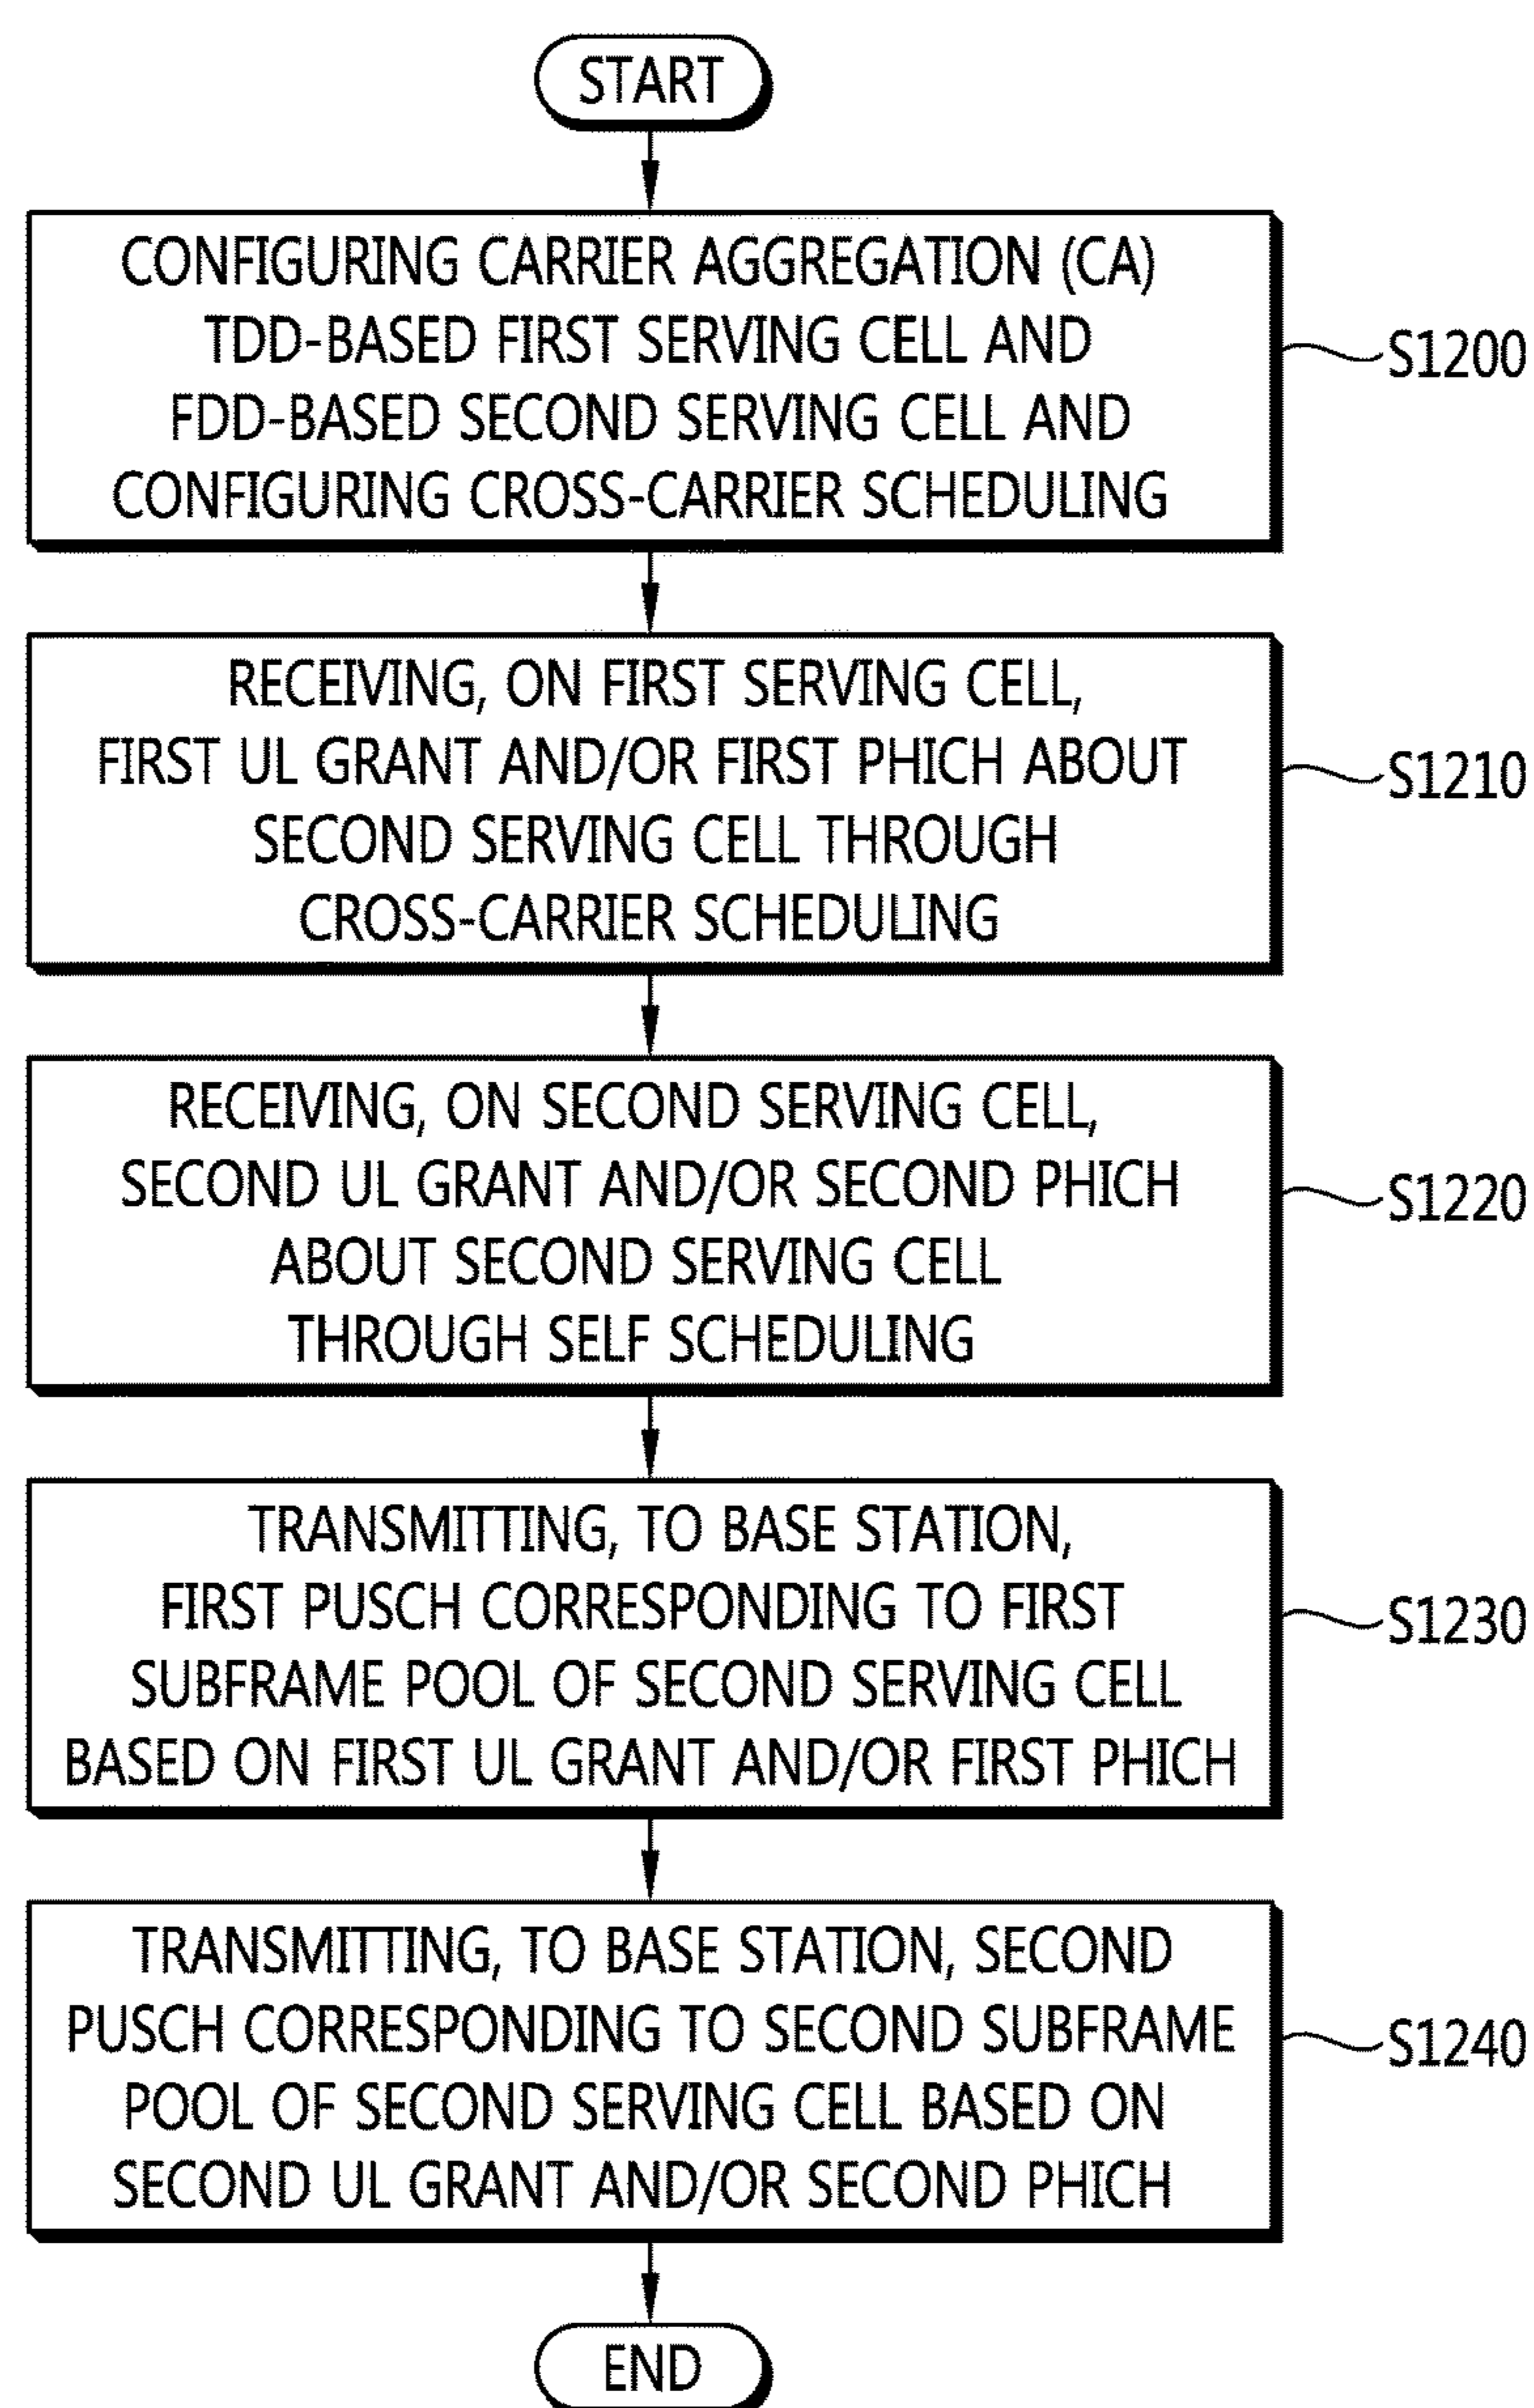 START
CONFIGURING CARRIER AGGREGATION (CA)
TDD-BASED FIRST SERVING CELL AND
FDD-BASED SECOND SERVING CELL AND
CONFIGURING CROSS-CARRIER SCHEDULING
S1200
RECEIVING, ON FIRST SERVING CELL,
FIRST UL GRANT AND/OR FIRST PHICH ABOUT
SECOND SERVING CELL THROUGH
CROSS-CARRIER SCHEDULING
S1210
RECEIVING, ON SECOND SERVING CELL,
SECOND UL GRANT AND/OR SECOND PHICH
ABOUT SECOND SERVING CELL
THROUGH SELF SCHEDULING
S1220
TRANSMITTING, TO BASE STATION,
FIRST PUSCH CORRESPONDING TO FIRST
SUBFRAME POOL OF SECOND SERVING CELL
BASED ON FIRST UL GRANT AND/OR FIRST PHICH
S1230
TRANSMITTING, TO BASE STATION, SECOND
PUSCH CORRESPONDING TO SECOND SUBFRAME
POOL OF SECOND SERVING CELL BASED ON
SECOND UL GRANT AND/OR SECOND PHICH
S1240
END